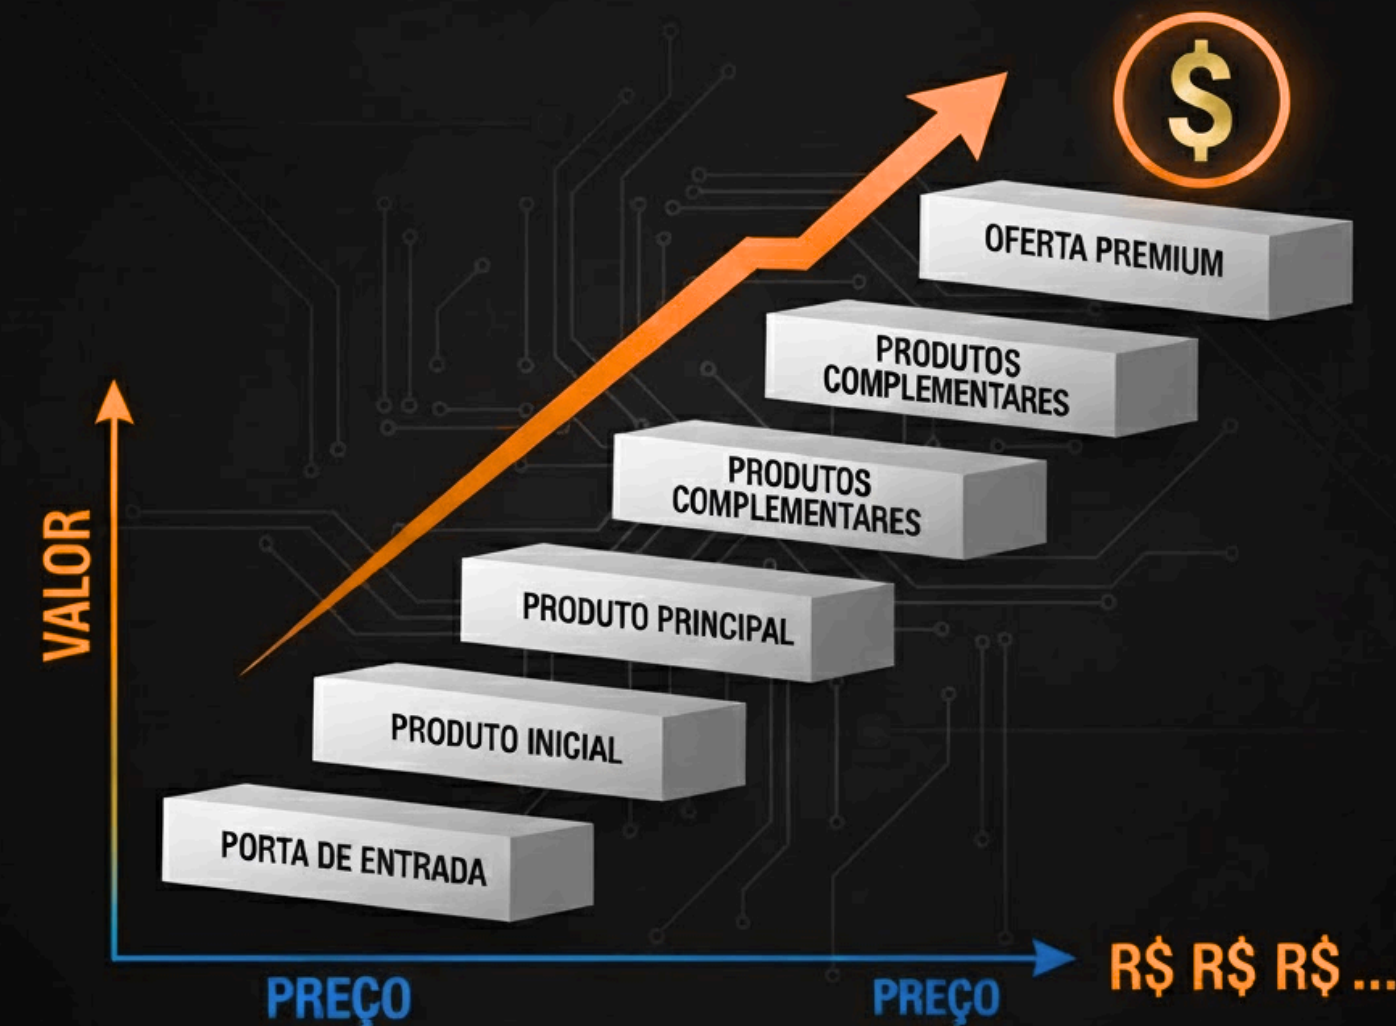 $
OFERTA PREMIUM
PRODUTOS
COMPLEMENTARES
PRODUTOS
COMPLEMENTARES
PRODUTO PRINCIPAL
PRODUTO INICIAL
PORTA DE ENTRADA
VALOR
PREÇO
PREÇO
R$ R$ R$ ...